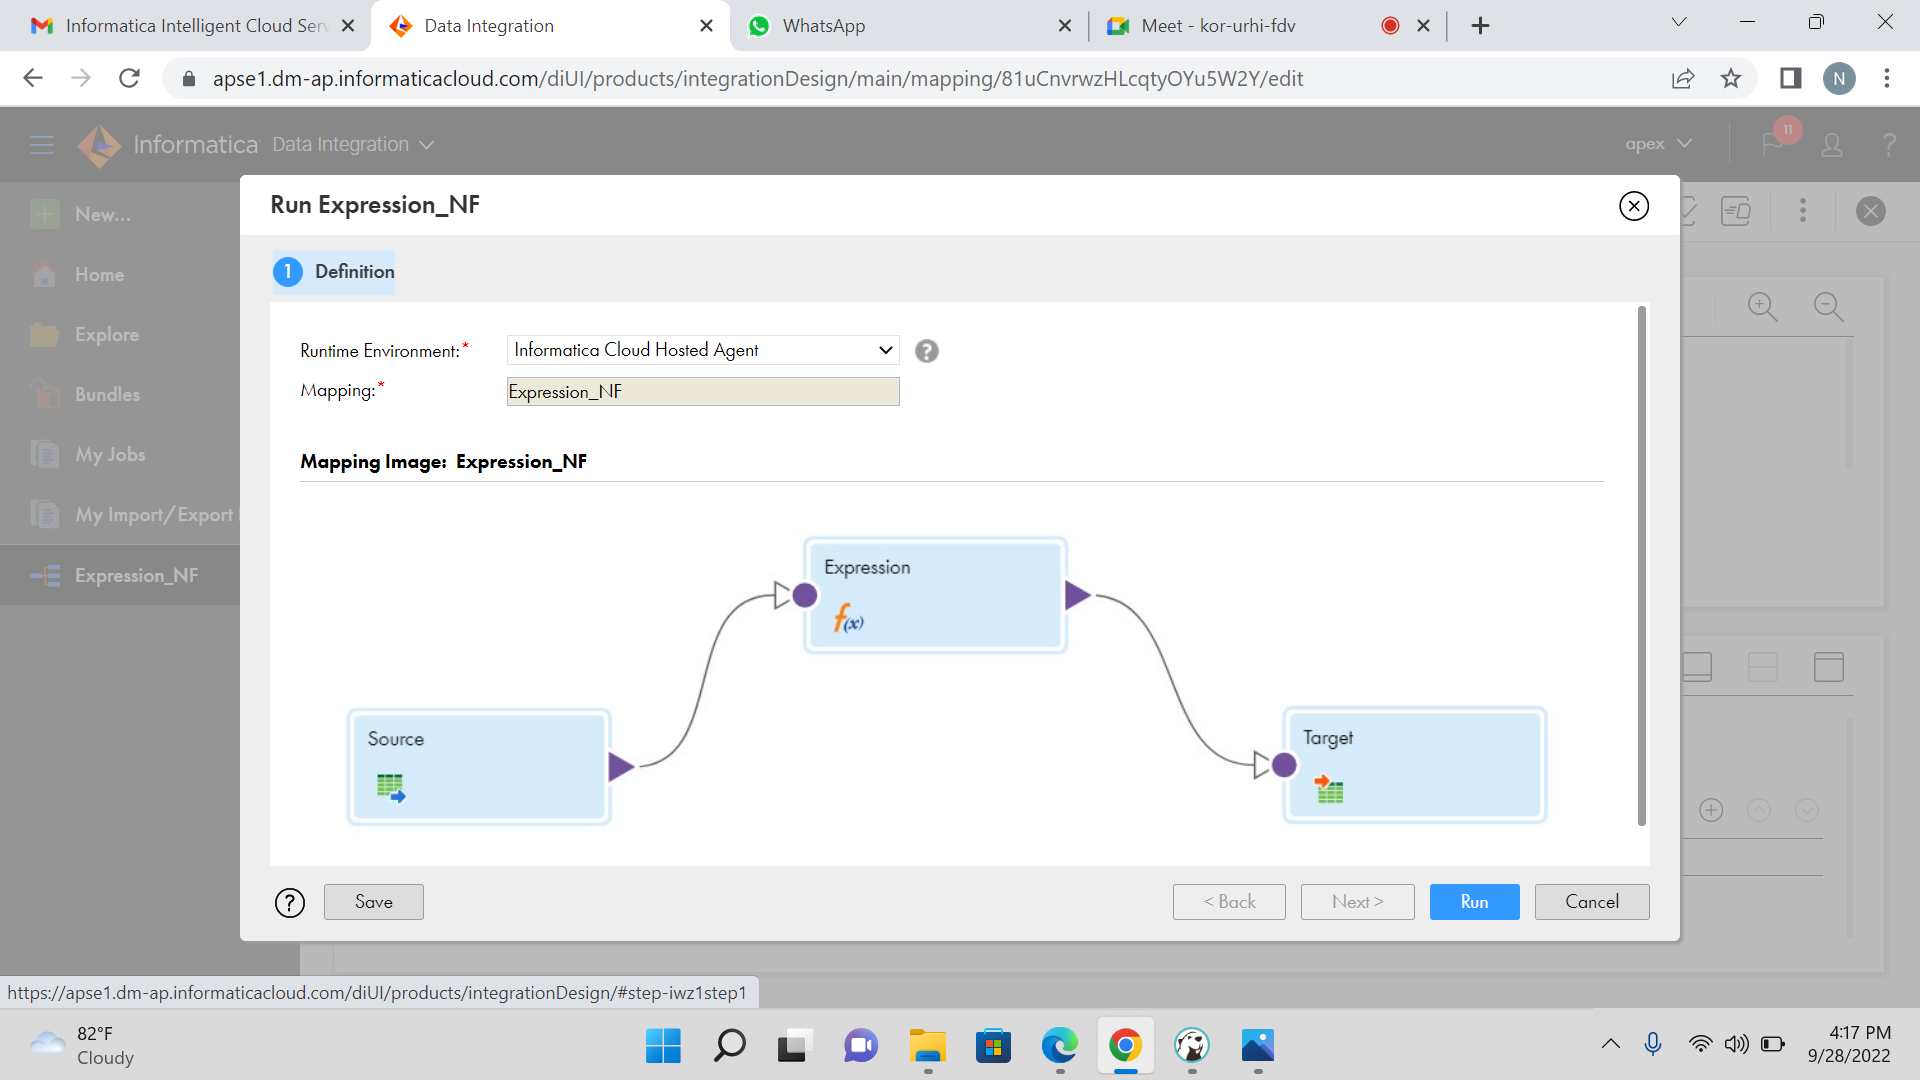 Informatica Intelligent Cloud Serv
Data Integration
WhatsApp
Meet - kor-urhi-fdv
apse1.dm-ap.informaticacloud.com/diUI/products/integrationDesign/main/mapping/81uCnvrwzHLcqtyOYu5W2Y/edit
N
Informatica Data Integration
apex
11
?
New...
Home
Explore
Bundles
My Jobs
My Import/Export
Expression_NF
Run Expression_NF
1 Definition
Runtime Environment:* Informatica Cloud Hosted Agent ?
Mapping:* Expression_NF
Mapping Image: Expression_NF
Expression
f(x)
Source
Target
? Save < Back Next > Run Cancel
https://apse1.dm-ap.informaticacloud.com/diUI/products/integrationDesign/#step-iwz1step1
82°F
Cloudy
4:17 PM
9/28/2022